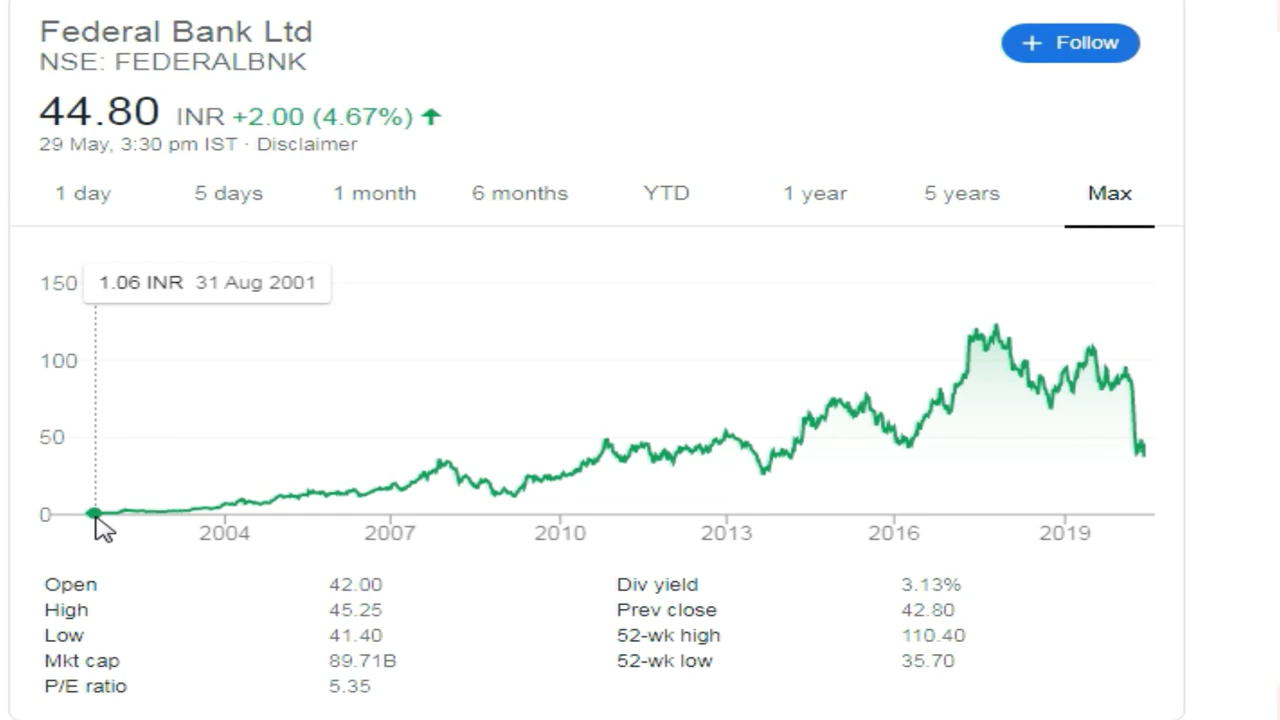 Federal Bank Ltd
NSE: FEDERALBNK
+ Follow
44.80 INR +2.00 (4.67%) ↑
29 May, 3:30 pm IST · Disclaimer
1 day 5 days 1 month 6 months YTD 1 year 5 years Max
1.06 INR 31 Aug 2001
150
100
50
0
2004 2007 2010 2013 2016 2019
Open 42.00 Div yield 3.13%
High 45.25 Prev close 42.80
Low 41.40 52-wk high 110.40
Mkt cap 89.71B 52-wk low 35.70
P/E ratio 5.35